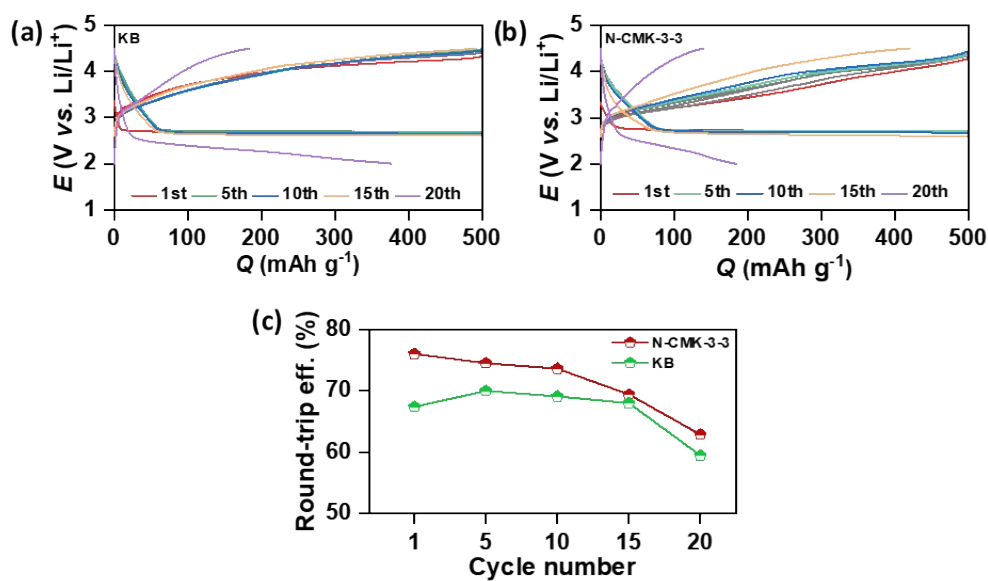 (a)
KB
5
4
3
2
1
E (V vs. Li/Li+)
1st 5th 10th 15th 20th
0 100 200 300 400 500
Q (mAh g-1)
(b)
N-CMK-3-3
5
4
3
2
1
E (V vs. Li/Li+)
1st 5th 10th 15th 20th
0 100 200 300 400 500
Q (mAh g-1)
(c)
80
70
60
50
Round-trip eff. (%)
N-CMK-3-3
KB
1 5 10 15 20
Cycle number